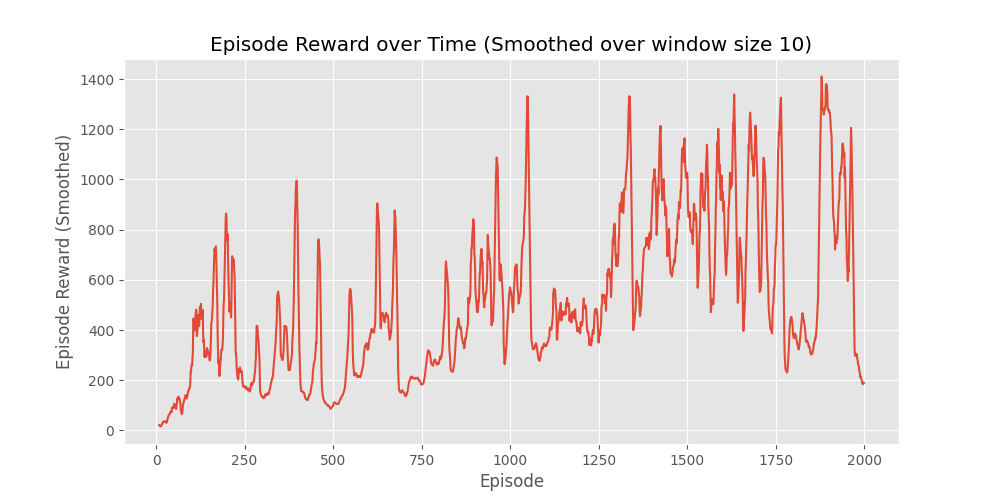 Episode Reward over Time (Smoothed over window size 10)
Episode Reward (Smoothed)
1400
1200
1000
800
600
400
200
0
0 250 500 750 1000 1250 1500 1750 2000
Episode